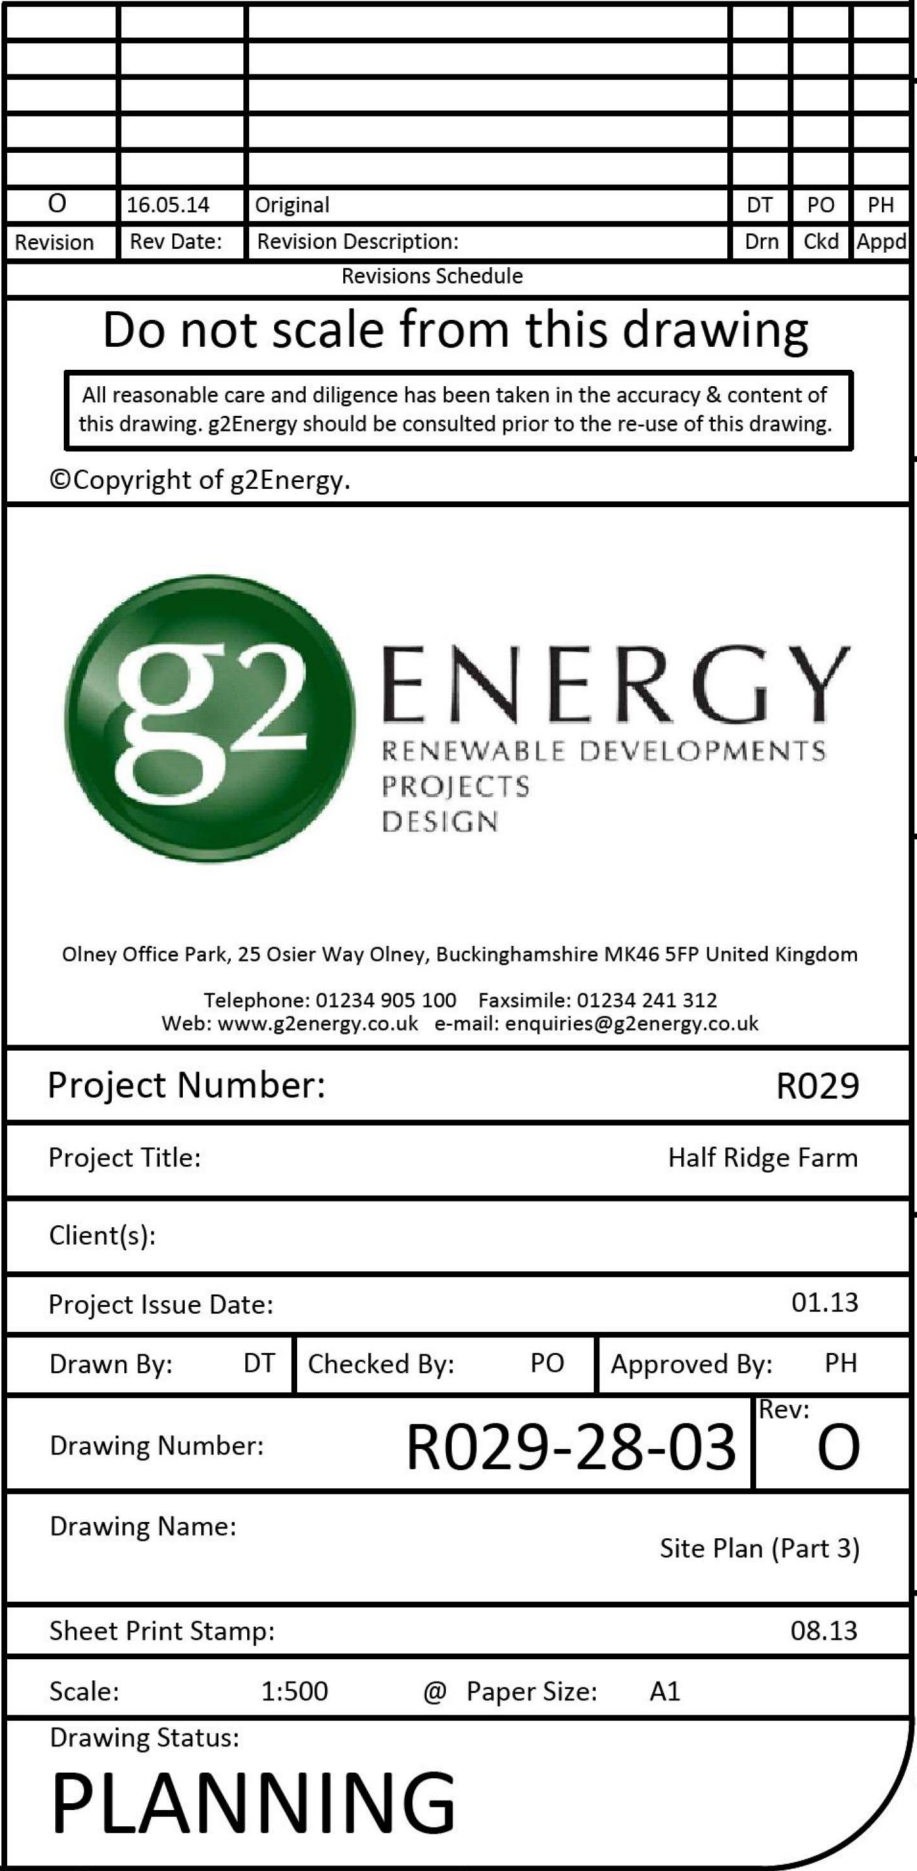 O 16.05.14 Original DT PO PH
Revision Rev Date: Revision Description: Drn Ckd Appd
Revisions Schedule
Do not scale from this drawing
All reasonable care and diligence has been taken in the accuracy & content of
this drawing. g2Energy should be consulted prior to the re-use of this drawing.
©Copyright of g2Energy.
g2 ENERGY
RENEWABLE DEVELOPMENTS
PROJECTS
DESIGN
Olney Office Park, 25 Osier Way Olney, Buckinghamshire MK46 5FP United Kingdom
Telephone: 01234 905 100 Faxsimile: 01234 241 312
Web: www.g2energy.co.uk e-mail: enquiries@g2energy.co.uk
Project Number: R029
Project Title: Half Ridge Farm
Client(s):
Project Issue Date: 01.13
Drawn By: DT Checked By: PO Approved By: PH
Drawing Number: R029-28-03 Rev: O
Drawing Name:
Site Plan (Part 3)
Sheet Print Stamp: 08.13
Scale: 1:500 @ Paper Size: A1
Drawing Status:
PLANNING